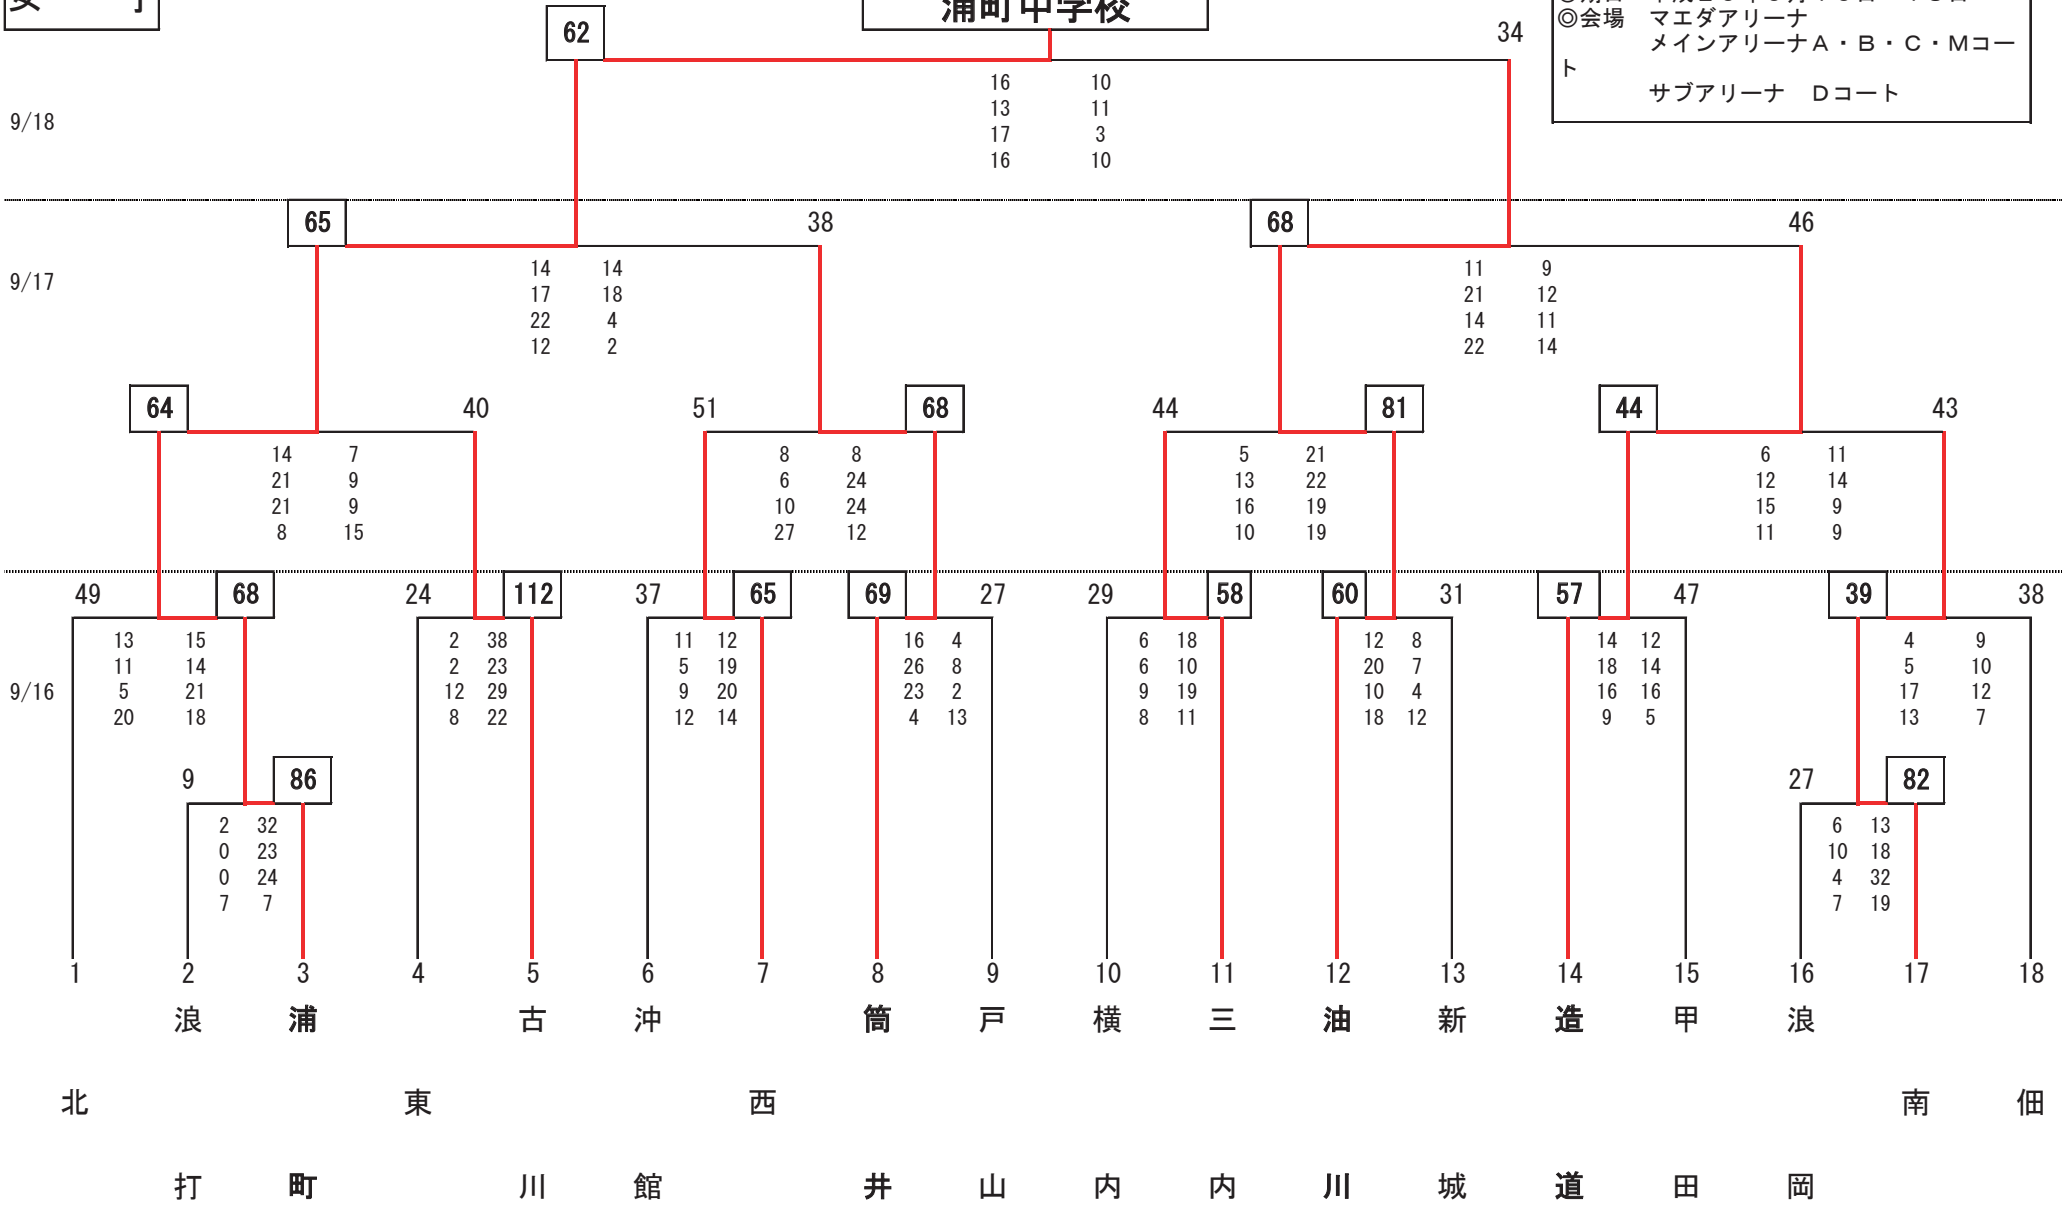 浦町中学校
◎会場 マエダアリーナ
メインアリーナＡ・Ｂ・Ｃ・Ｍコー
ト
サブアリーナ Ｄコート
62 34
16 10
13 11
17 3
16 10
9/18
65 38 68 46
14 14 11 9
17 18 21 12
22 4 14 11
12 2 22 14
9/17
64 40 51 68 44 81 44 43
14 7 8 8 5 21 6 11
21 9 6 24 13 22 12 14
21 9 10 24 16 19 15 9
8 15 27 12 10 19 11 9
49 68 24 112 37 65 69 27 29 58 60 31 57 47 39 38
13 15 2 38 11 12 16 4 6 18 12 8 14 12 4 9
11 14 2 23 5 19 26 8 6 10 20 7 18 14 5 10
9/16 5 21 12 29 9 20 23 2 9 19 10 4 16 16 17 12
20 18 8 22 12 14 4 13 8 11 18 12 9 5 13 7
9 86 27 82
2 32 6 13
0 23 10 18
0 24 4 32
7 7 7 19
1 2 3 4 5 6 7 8 9 10 11 12 13 14 15 16 17 18
浪 浦 古 沖 筒 戸 横 三 油 新 造 甲 浪
北 東 西 南 佃
打 町 川 館 井 山 内 内 川 城 道 田 岡